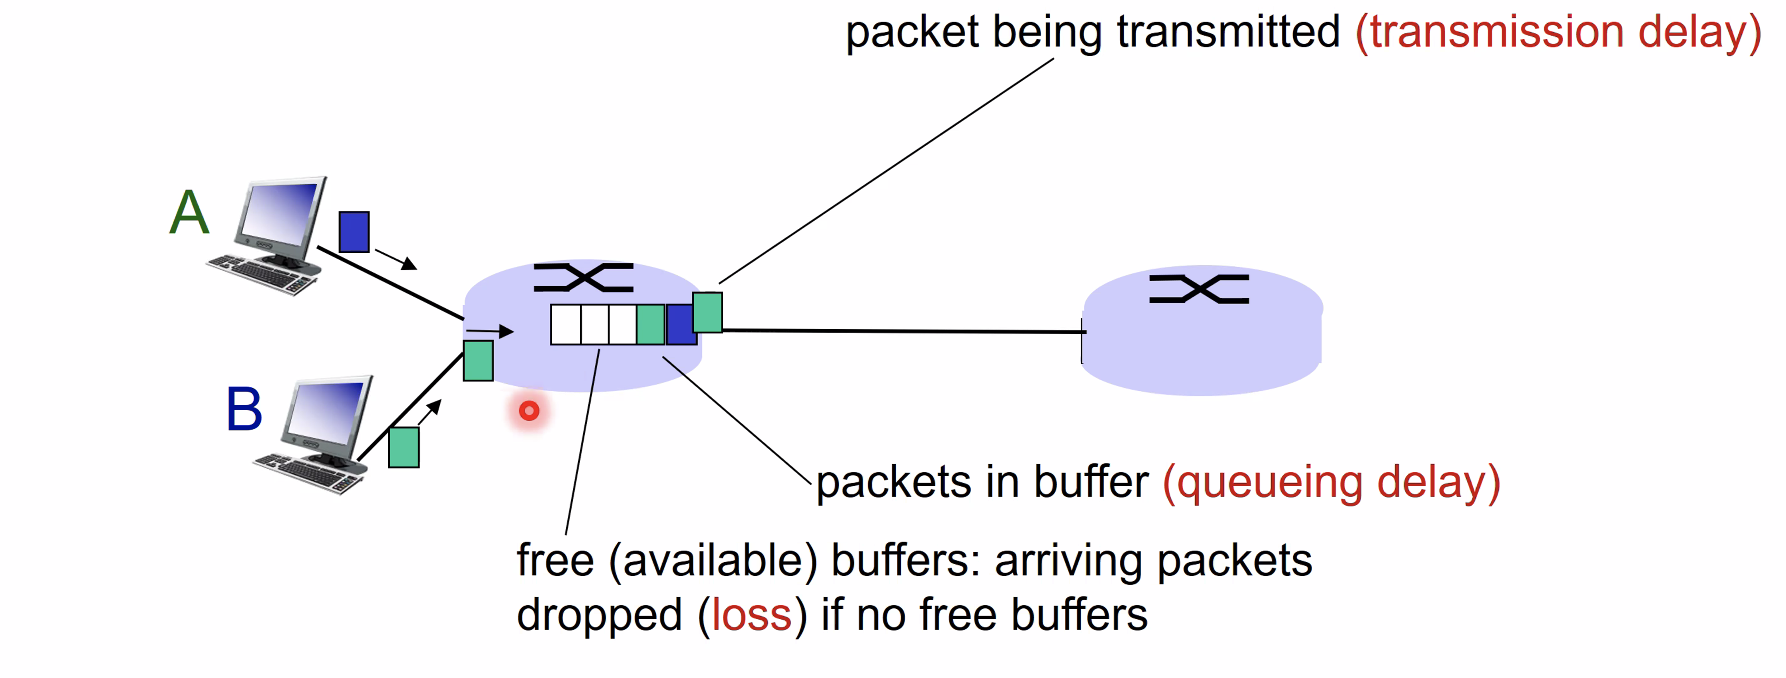 packet being transmitted (transmission delay)
A
B
packets in buffer (queueing delay)
free (available) buffers: arriving packets
dropped (loss) if no free buffers